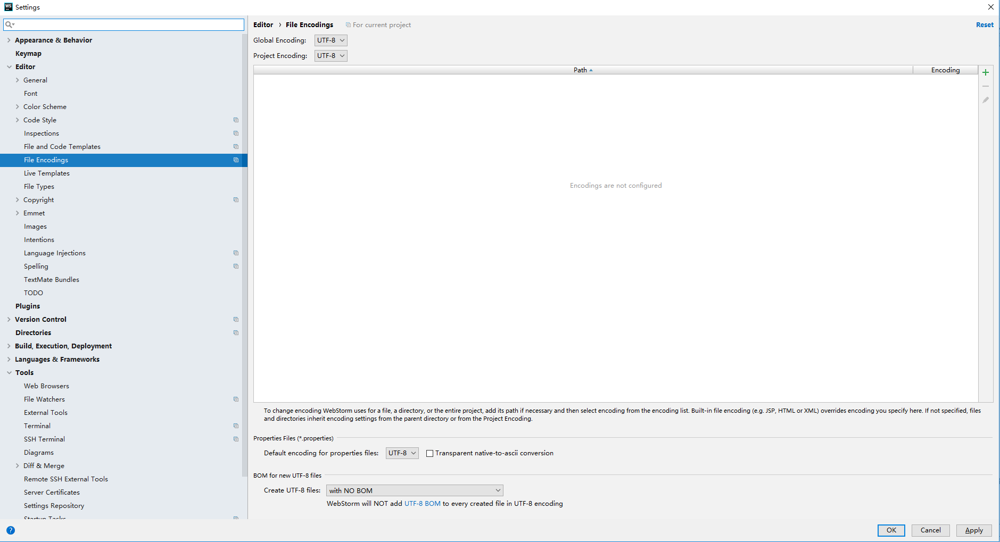 WS Settings
Appearance & Behavior
Keymap
Editor
General
Font
Color Scheme
Code Style
Inspections
File and Code Templates
File Encodings
Live Templates
File Types
Copyright
Emmet
Images
Intentions
Language Injections
Spelling
TextMate Bundles
TODO
Plugins
Version Control
Directories
Build, Execution, Deployment
Languages & Frameworks
Tools
Web Browsers
File Watchers
External Tools
Terminal
SSH Terminal
Diagrams
Diff & Merge
Remote SSH External Tools
Server Certificates
Settings Repository
Startup Tasks
Editor › File Encodings For current project Reset
Global Encoding: UTF-8
Project Encoding: UTF-8
Path Encoding
Encodings are not configured
To change encoding WebStorm uses for a file, a directory, or the entire project, add its path if necessary and then select encoding from the encoding list. Built-in file encoding (e.g. JSP, HTML or XML) overrides encoding you specify here. If not specified, files
and directories inherit encoding settings from the parent directory or from the Project Encoding.
Properties Files (*.properties)
Default encoding for properties files: UTF-8 Transparent native-to-ascii conversion
BOM for new UTF-8 files
Create UTF-8 files: with NO BOM
WebStorm will NOT add UTF-8 BOM to every created file in UTF-8 encoding
? OK Cancel Apply